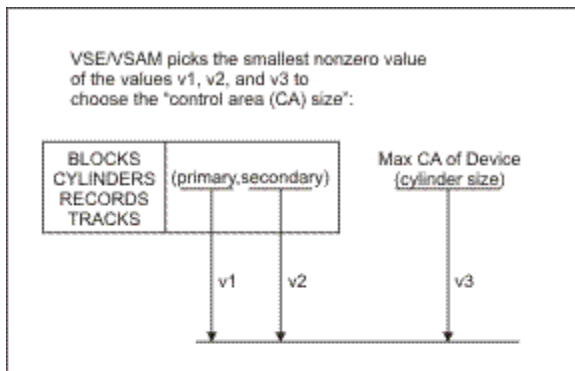 VSE/VSAM picks the smallest nonzero value
of the values v1, v2, and v3 to
choose the "control area (CA) size":
BLOCKS
CYLINDERS
RECORDS
TRACKS
(primary,secondary)
Max CA of Device
(cylinder size)
v1
v2
v3